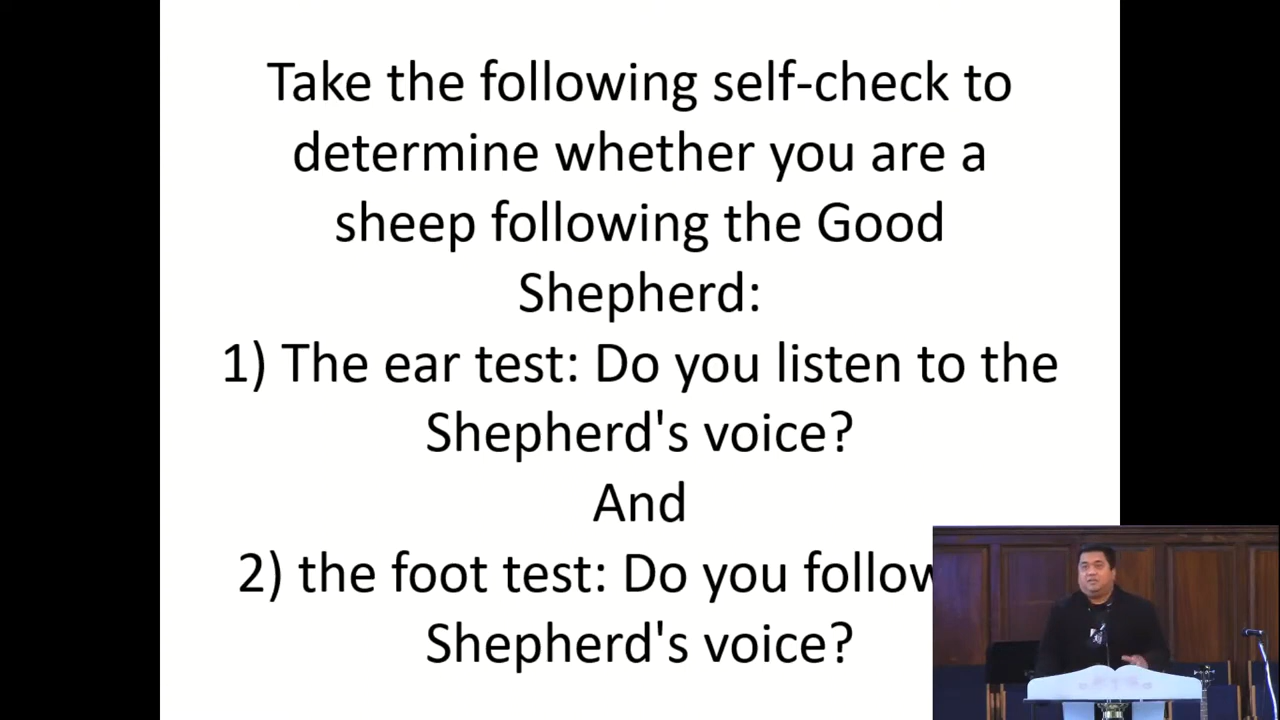 Take the following self-check to
determine whether you are a
sheep following the Good
Shepherd:
1) The ear test: Do you listen to the
Shepherd's voice?
And
2) the foot test: Do you follow
Shepherd's voice?